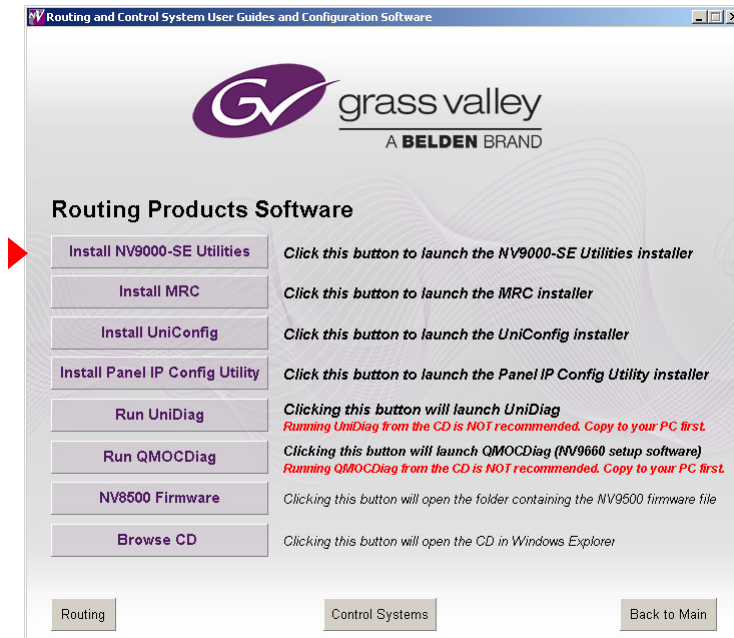 Routing and Control System User Guides and Configuration Software
grass valley
A BELDEN BRAND
Routing Products Software
Install NV9000-SE Utilities Click this button to launch the NV9000-SE Utilities installer
Install MRC Click this button to launch the MRC installer
Install UniConfig Click this button to launch the UniConfig installer
Install Panel IP Config Utility Click this button to launch the Panel IP Config Utility installer
Run UniDiag Clicking this button will launch UniDiag
Running UniDiag from the CD is NOT recommended. Copy to your PC first.
Run QMOCDiag Clicking this button will launch QMOCDiag (NV9660 setup software)
Running QMOCDiag from the CD is NOT recommended. Copy to your PC first.
NV8500 Firmware Clicking this button will open the folder containing the NV9500 firmware file
Browse CD Clicking this button will open the CD in Windows Explorer
Routing Control Systems Back to Main